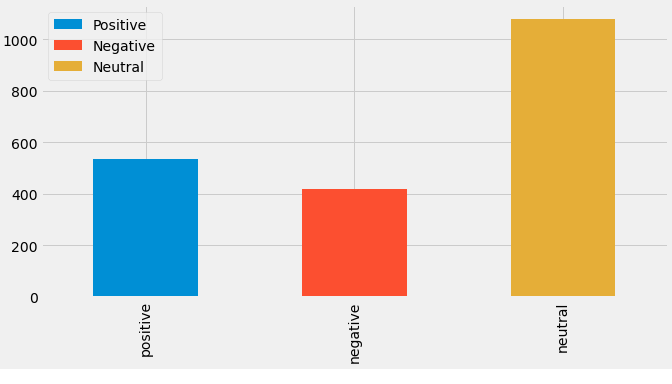 Positive
Negative
Neutral
1000
800
600
400
200
0
positive
negative
neutral